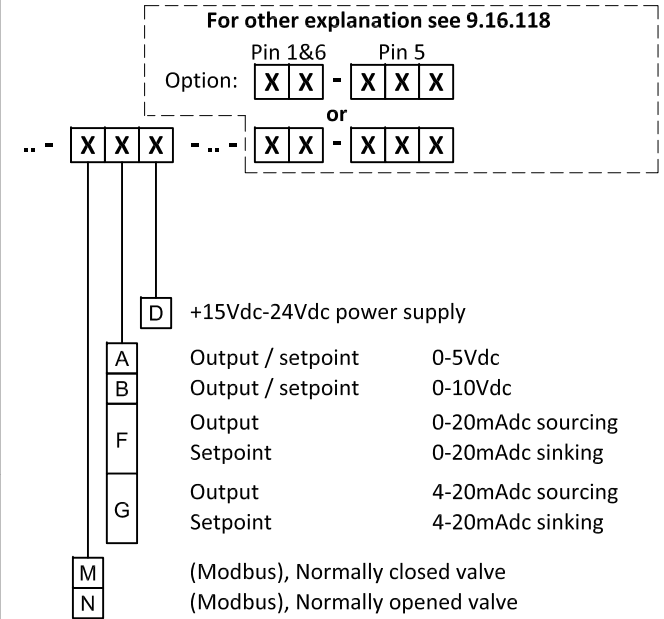 For other explanation see 9.16.118
Pin 1&6 Pin 5
Option: X X - X X X
or
.. - X X X - .. - X X - X X X
D +15Vdc-24Vdc power supply
A Output / setpoint 0-5Vdc
B Output / setpoint 0-10Vdc
F Output 0-20mAdc sourcing
Setpoint 0-20mAdc sinking
G Output 4-20mAdc sourcing
Setpoint 4-20mAdc sinking
M (Modbus), Normally closed valve
N (Modbus), Normally opened valve